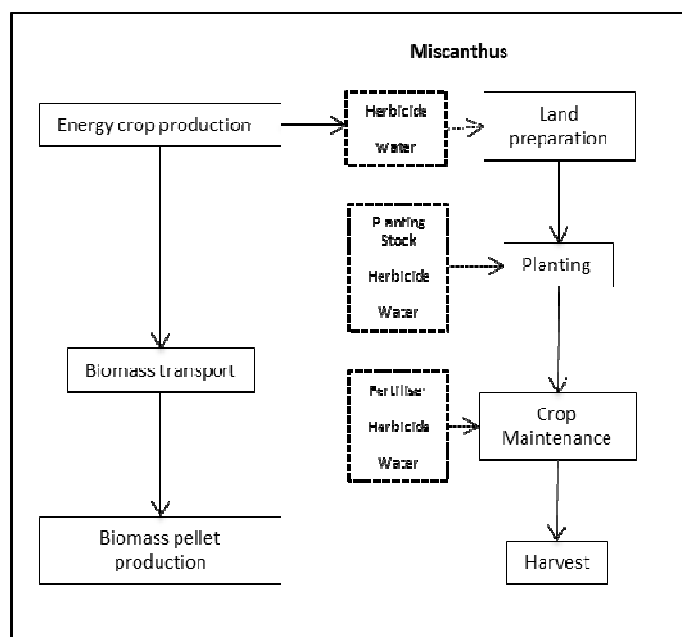 Miscanthus
Energy crop production
Herbicide
Water
Land
preparation
Planting
Stock
Herbicide
Water
Planting
Biomass transport
Fertiliser
Herbicide
Water
Crop
Maintenance
Biomass pellet
production
Harvest